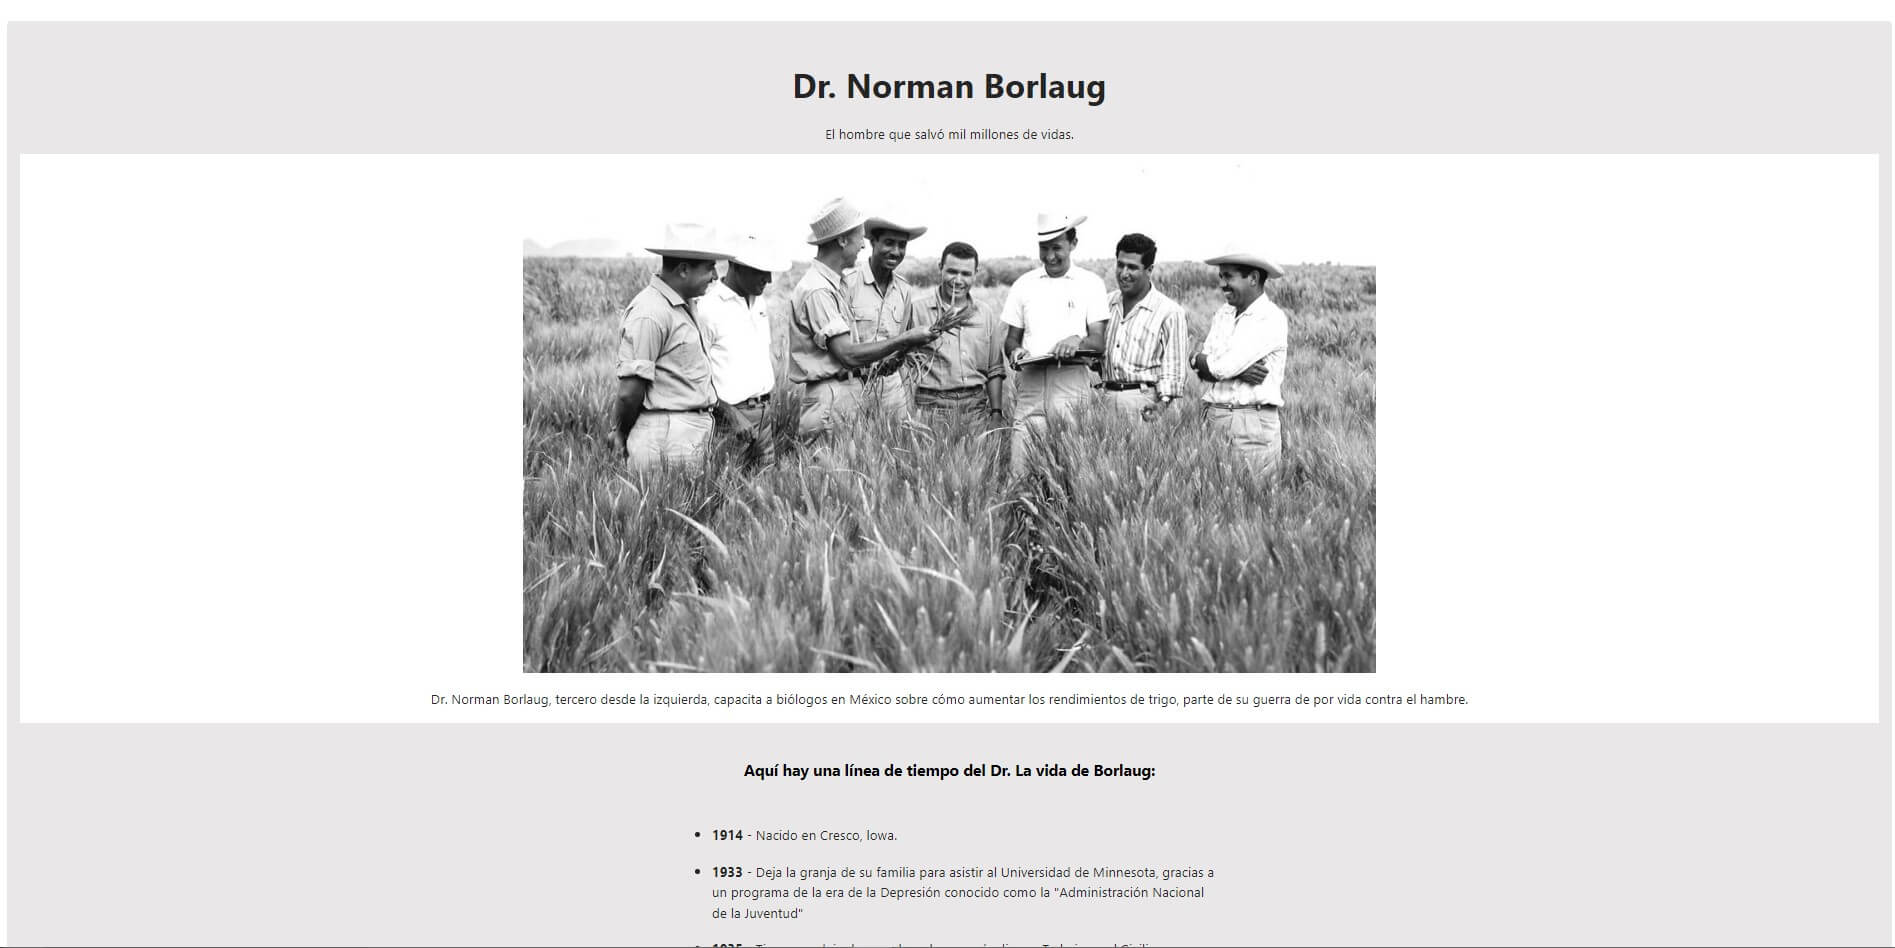 Dr. Norman Borlaug
El hombre que salvó mil millones de vidas.
Dr. Norman Borlaug, tercero desde la izquierda, capacita a biólogos en México sobre cómo aumentar los rendimientos de trigo, parte de su guerra de por vida contra el hambre.
Aquí hay una línea de tiempo del Dr. La vida de Borlaug:
• 1914 - Nacido en Cresco, Iowa.
• 1933 - Deja la granja de su familia para asistir al Universidad de Minnesota, gracias a
un programa de la era de la Depresión conocido como la "Administración Nacional
de la Juventud"